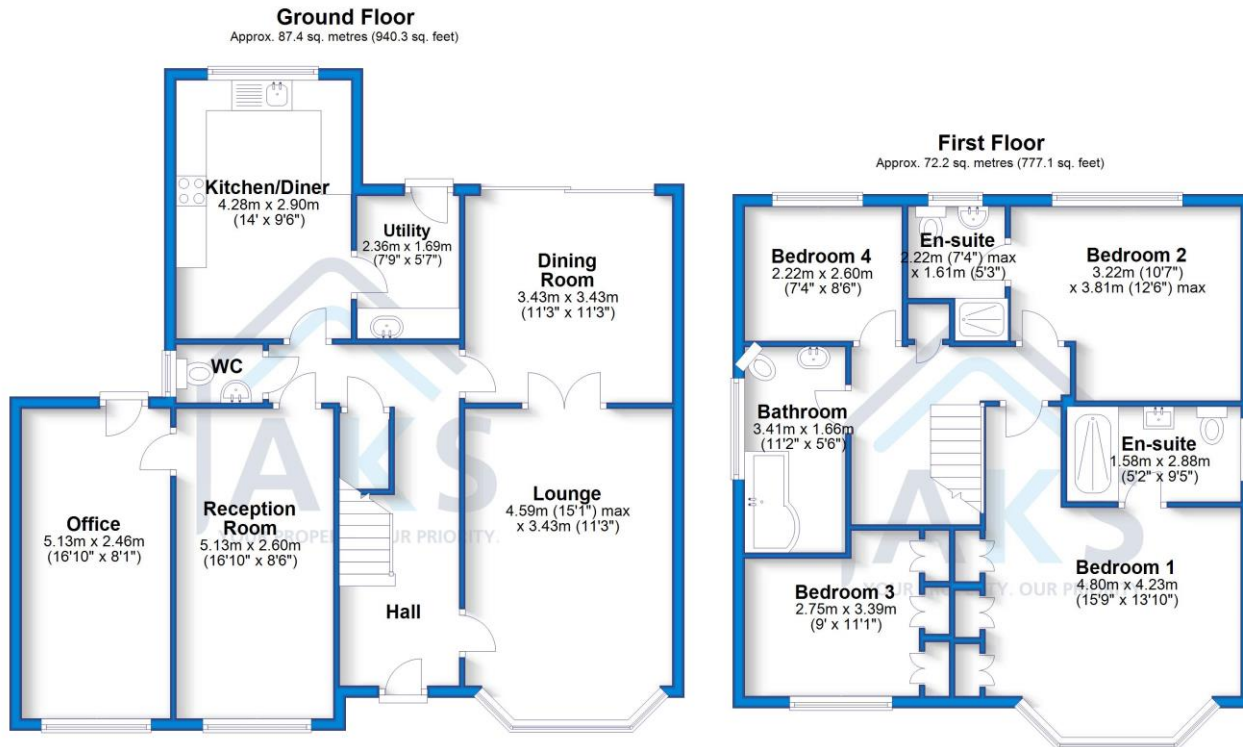 Ground Floor
Approx. 87.4 sq. metres (940.3 sq. feet)
Kitchen/Diner
4.28m x 2.90m
(14' x 9'6")
Utility
2.36m x 1.69m
(7'9" x 5'7")
Dining
Room
3.43m x 3.43m
(11'3" x 11'3")
WC
Office
5.13m x 2.46m
(16'10" x 8'1")
Reception
Room
5.13m x 2.60m
(16'10" x 8'6")
Lounge
4.59m (15'1") max
x 3.43m (11'3")
Hall
JAKS
YOUR PROPERTY. OUR PRIORITY.
First Floor
Approx. 72.2 sq. metres (777.1 sq. feet)
Bedroom 4
2.22m x 2.60m
(7'4" x 8'6")
En-suite
2.22m (7'4") max
x 1.61m (5'3")
Bedroom 2
3.22m (10'7")
x 3.81m (12'6") max
Bathroom
3.41m x 1.66m
(11'2" x 5'6")
En-suite
1.58m x 2.88m
(5'2" x 9'5")
Bedroom 3
2.75m x 3.39m
(9' x 11'1")
Bedroom 1
4.80m x 4.23m
(15'9" x 13'10")
JAKS
YOUR PROPERTY. OUR PRIORITY.